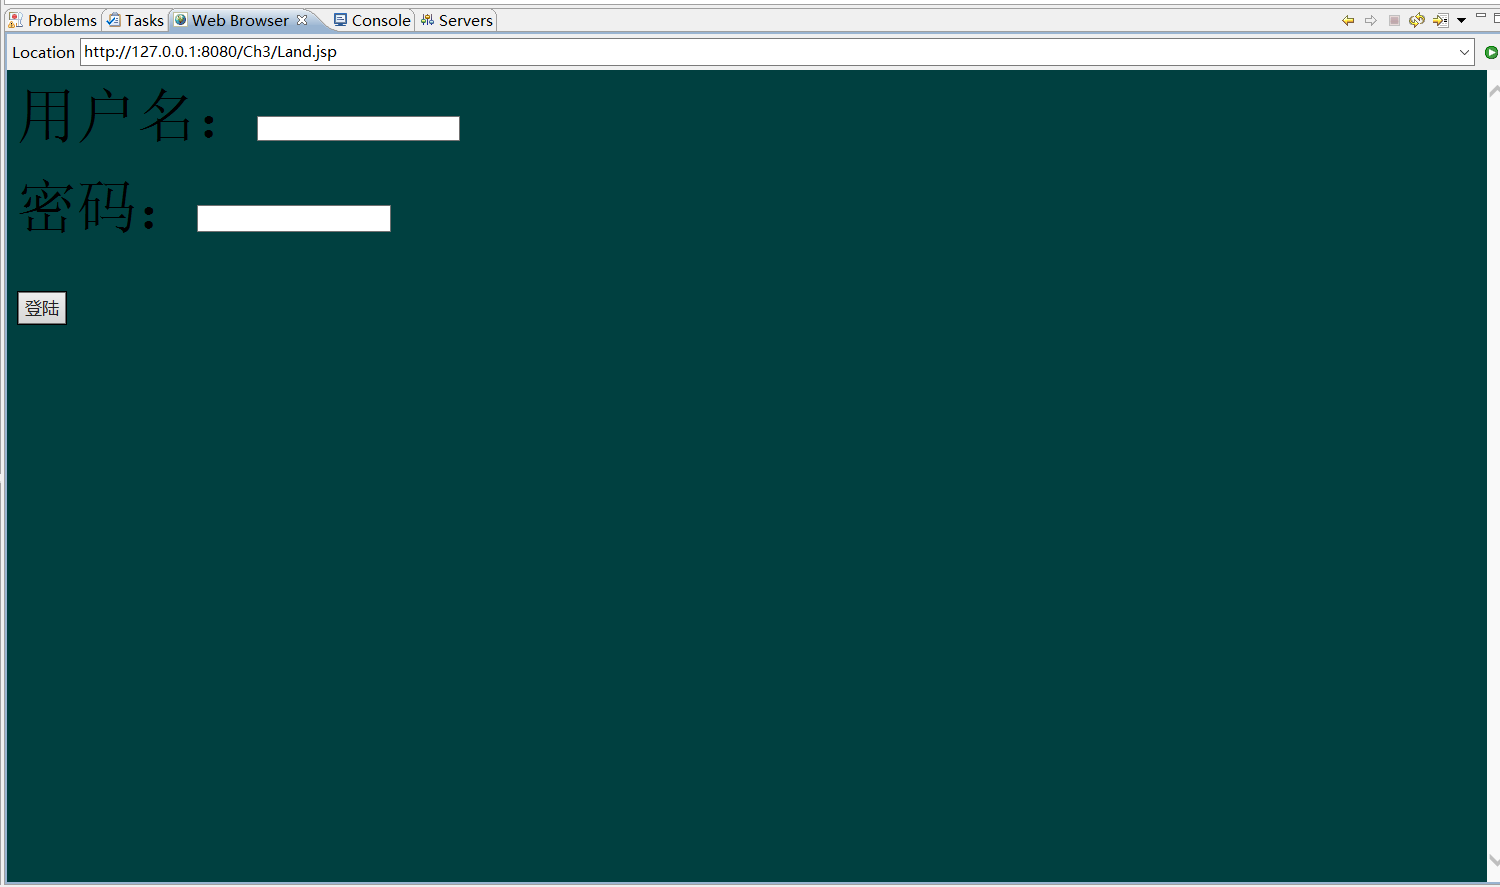 Problems Tasks Web Browser Console Servers
Location http://127.0.0.1:8080/Ch3/Land.jsp
用户名：
密码：
登陆